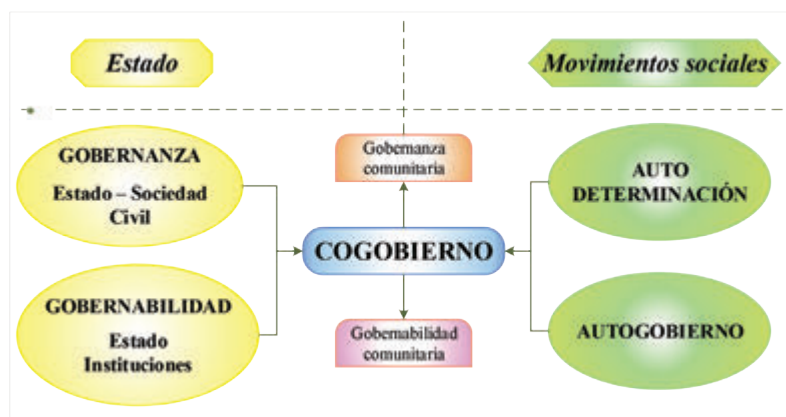 Estado
Movimientos sociales
GOBERNANZA
Estado – Sociedad
Civil
Gobernanza
comunitaria
AUTO
DETERMINACIÓN
COGOBIERNO
GOBERNABILIDAD
Estado
Instituciones
Gobernabilidad
comunitaria
AUTOGOBIERNO